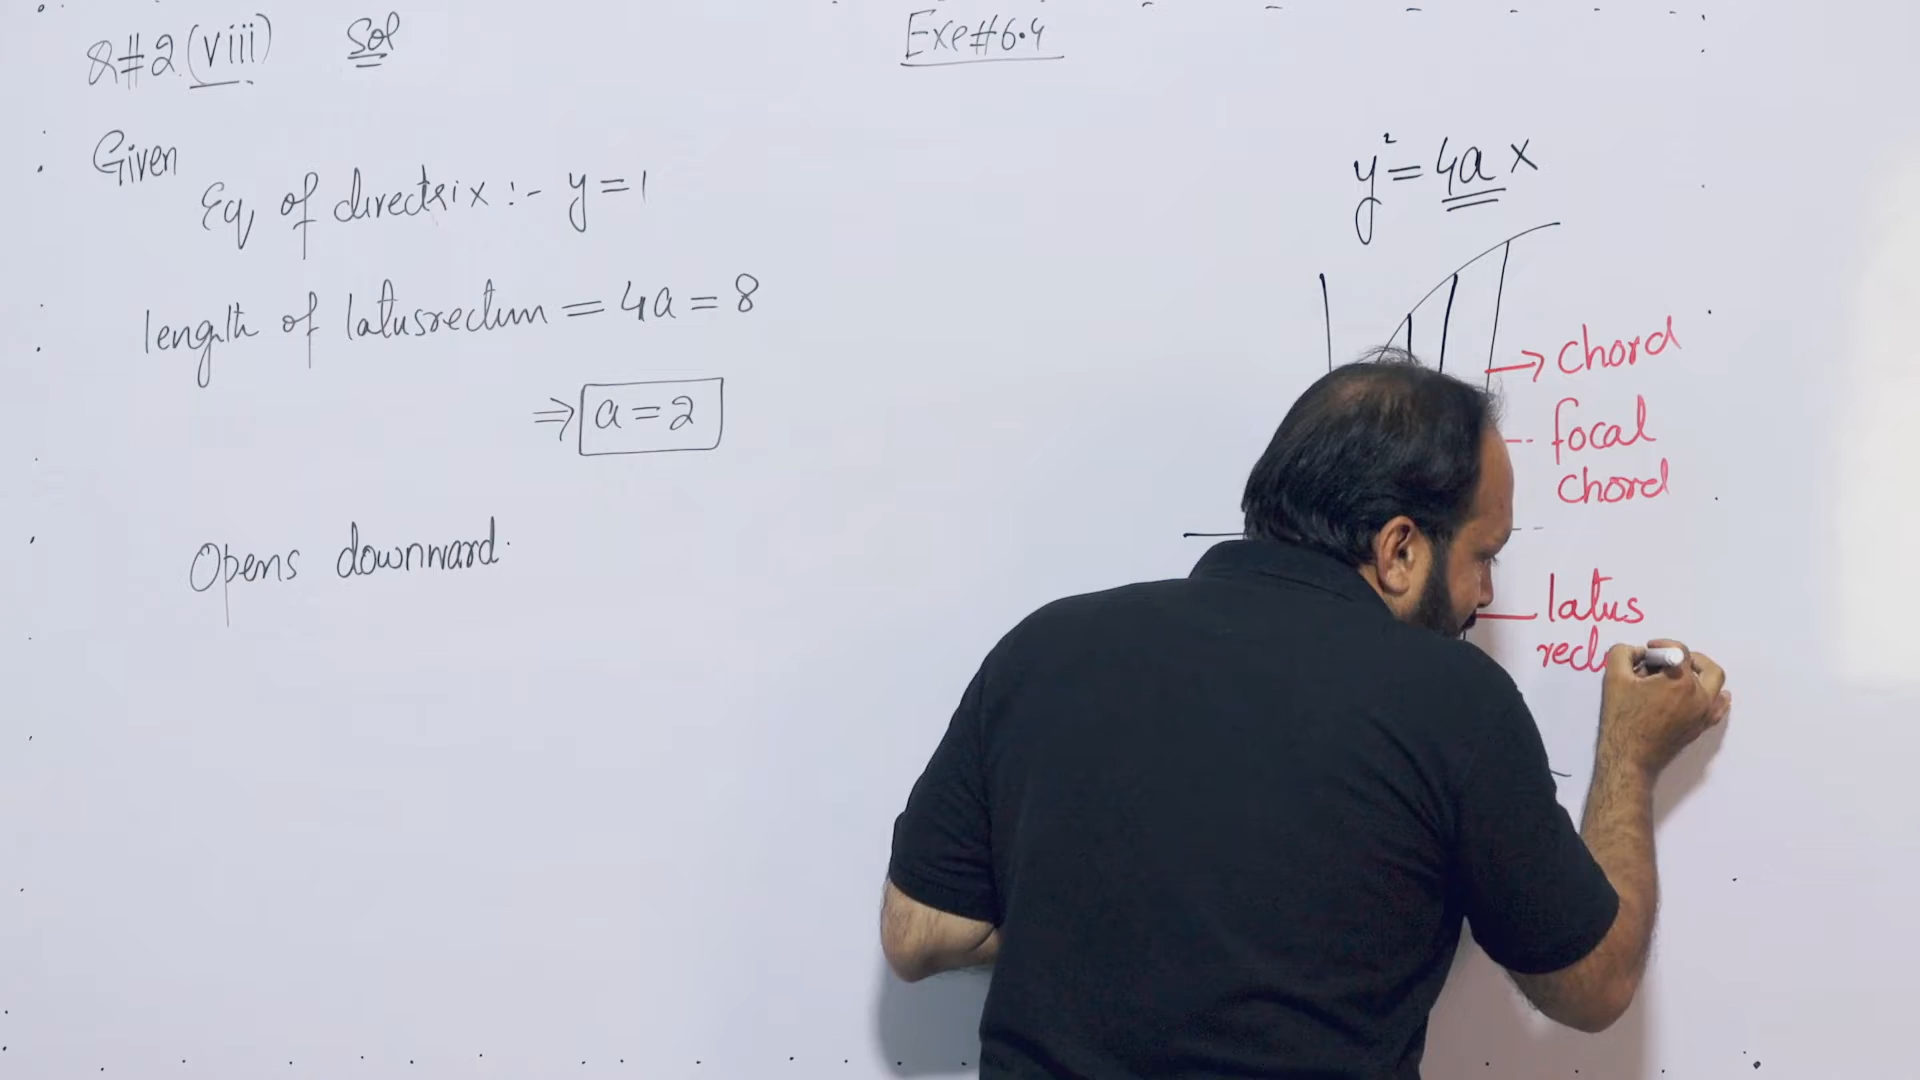 Q#2 (viii) Sol
Exe#6.4
Given
Eq of directrix :- y = 1
length of latusrectum = 4a = 8
⇒ a = 2
Opens downward.
y² = 4a x
→ chord
focal
chord
latus